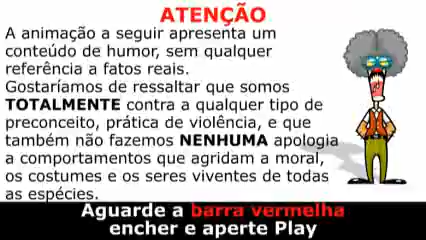 ATENÇÃO
A animação a seguir apresenta um
conteúdo de humor, sem qualquer
referência a fatos reais.
Gostaríamos de ressaltar que somos
TOTALMENTE contra a qualquer tipo de
preconceito, prática de violência, e que
também não fazemos NENHUMA apologia
a comportamentos que agridam a moral,
os costumes e os seres viventes de todas
as espécies.
Aguarde a barra vermelha
encher e aperte Play